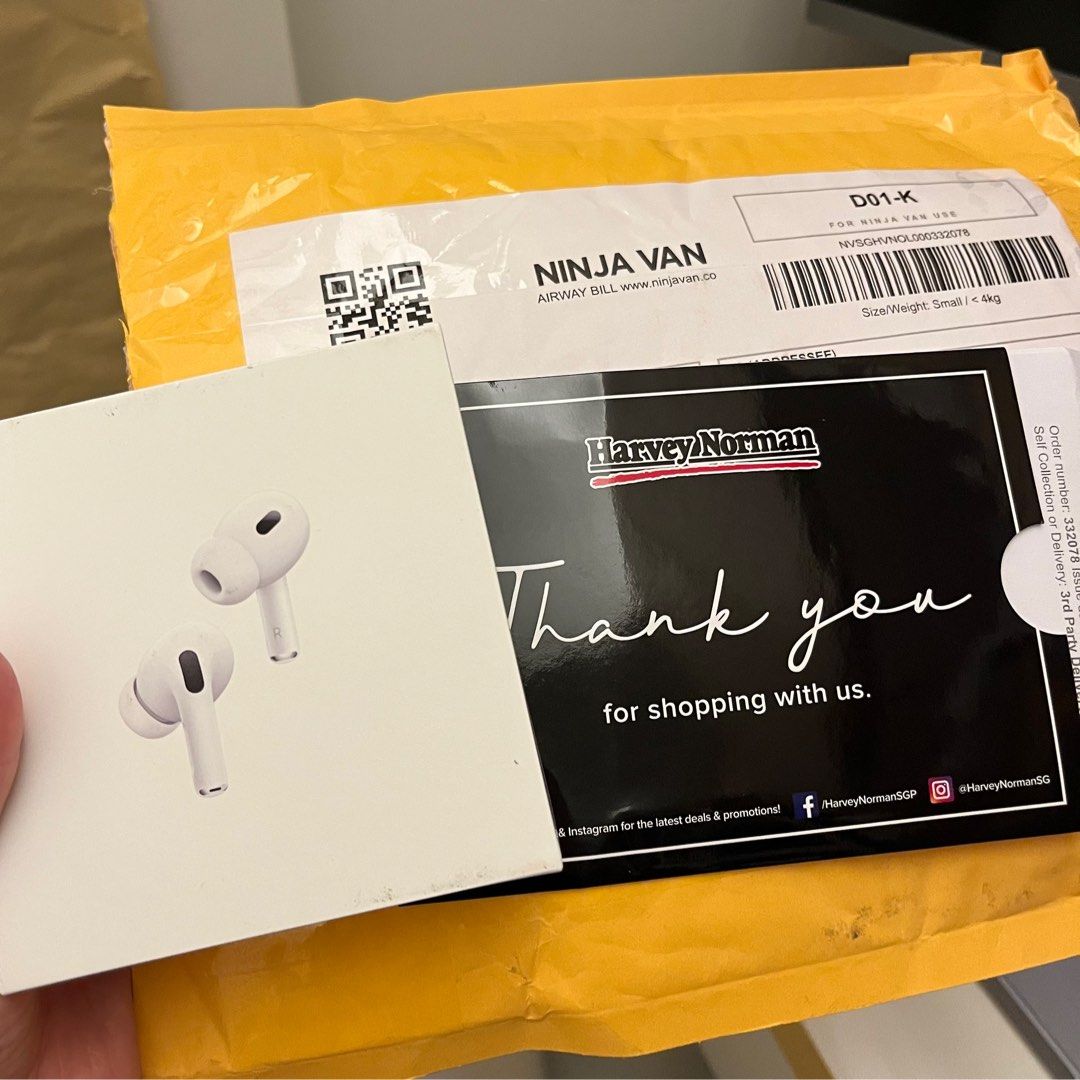 D01-K
FOR NINJA VAN USE
NVSGHVNOL000332078
NINJA VAN
AIRWAY BILL www.ninjavan.co
Size/Weight: Small / < 4kg
(ADDRESSEE)
Harvey Norman
Thank you
for shopping with us.
& Instagram for the latest deals & promotions! /HarveyNormanSGP @HarveyNormanSG
Order number: 332078 Issue
Self Collection or Delivery: 3rd Party
R